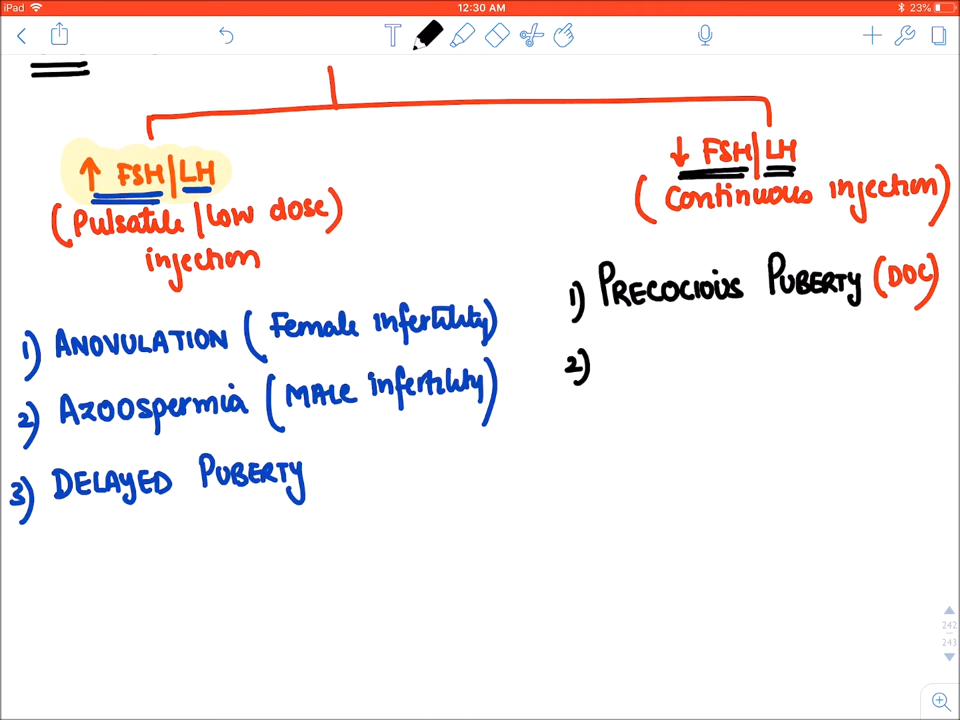 iPad 12:30 AM 23%
T
↑ FSH|LH
(Pulsatile | low dose)
injection
1) ANOVULATION (Female infertility)
2) Azoospermia (MALE infertility)
3) DELAYED PUBERTY
↓ FSH|LH
(Continuous injection)
1) PRECOCIOUS PUBERTY (DOC)
2)
242
243